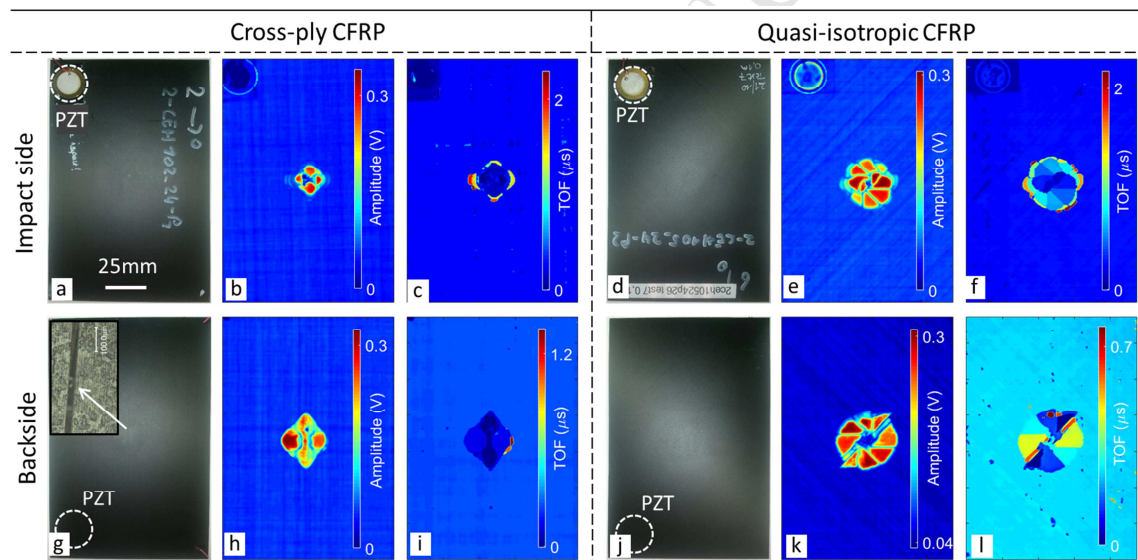 Cross-ply CFRP
Quasi-isotropic CFRP
Impact side
PZT
25mm
a
0.3
Amplitude (V)
0
b
2
TOF (μs)
0
c
PZT
d
0.3
Amplitude (V)
0
e
2
TOF (μs)
0
f
Backside
PZT
g
0.3
Amplitude (V)
0
h
1.2
TOF (μs)
0
i
PZT
j
0.3
Amplitude (V)
0.04
k
0.7
TOF (μs)
0
l